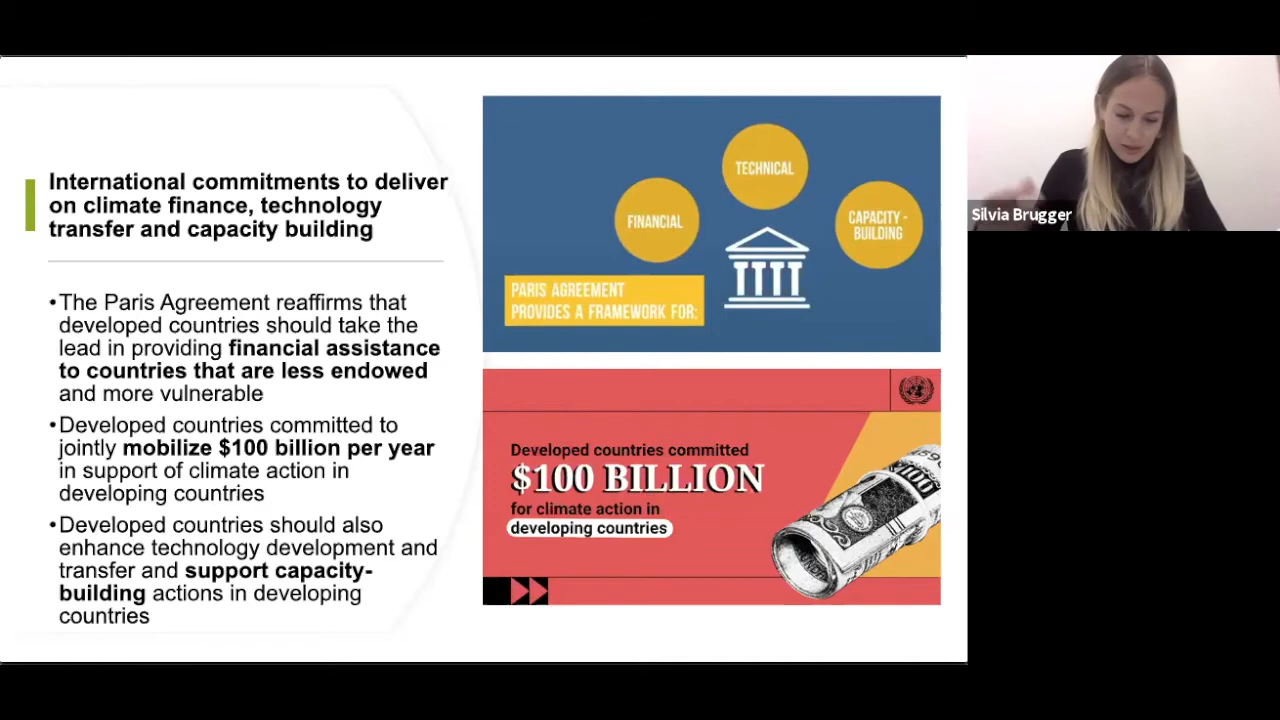 International commitments to deliver
on climate finance, technology
transfer and capacity building
•The Paris Agreement reaffirms that
developed countries should take the
lead in providing financial assistance
to countries that are less endowed
and more vulnerable
•Developed countries committed to
jointly mobilize $100 billion per year
in support of climate action in
developing countries
•Developed countries should also
enhance technology development and
transfer and support capacity-
building actions in developing
countries
TECHNICAL
FINANCIAL
CAPACITY -
BUILDING
PARIS AGREEMENT
PROVIDES A FRAMEWORK FOR:
Developed countries committed
$100 BILLION
for climate action in
developing countries
100
Silvia Brugger